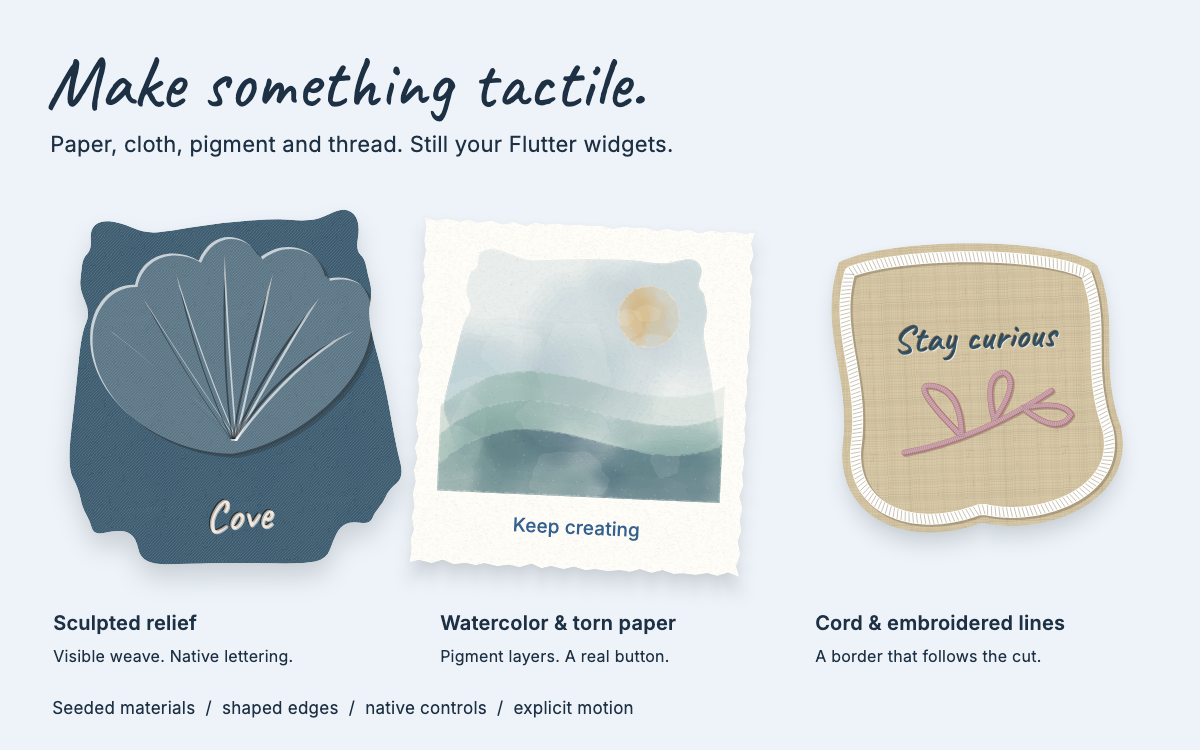 Make something tactile.
Paper, cloth, pigment and thread. Still your Flutter widgets.
Cove
Keep creating
Stay curious
Sculpted relief
Visible weave. Native lettering.
Watercolor & torn paper
Pigment layers. A real button.
Cord & embroidered lines
A border that follows the cut.
Seeded materials / shaped edges / native controls / explicit motion